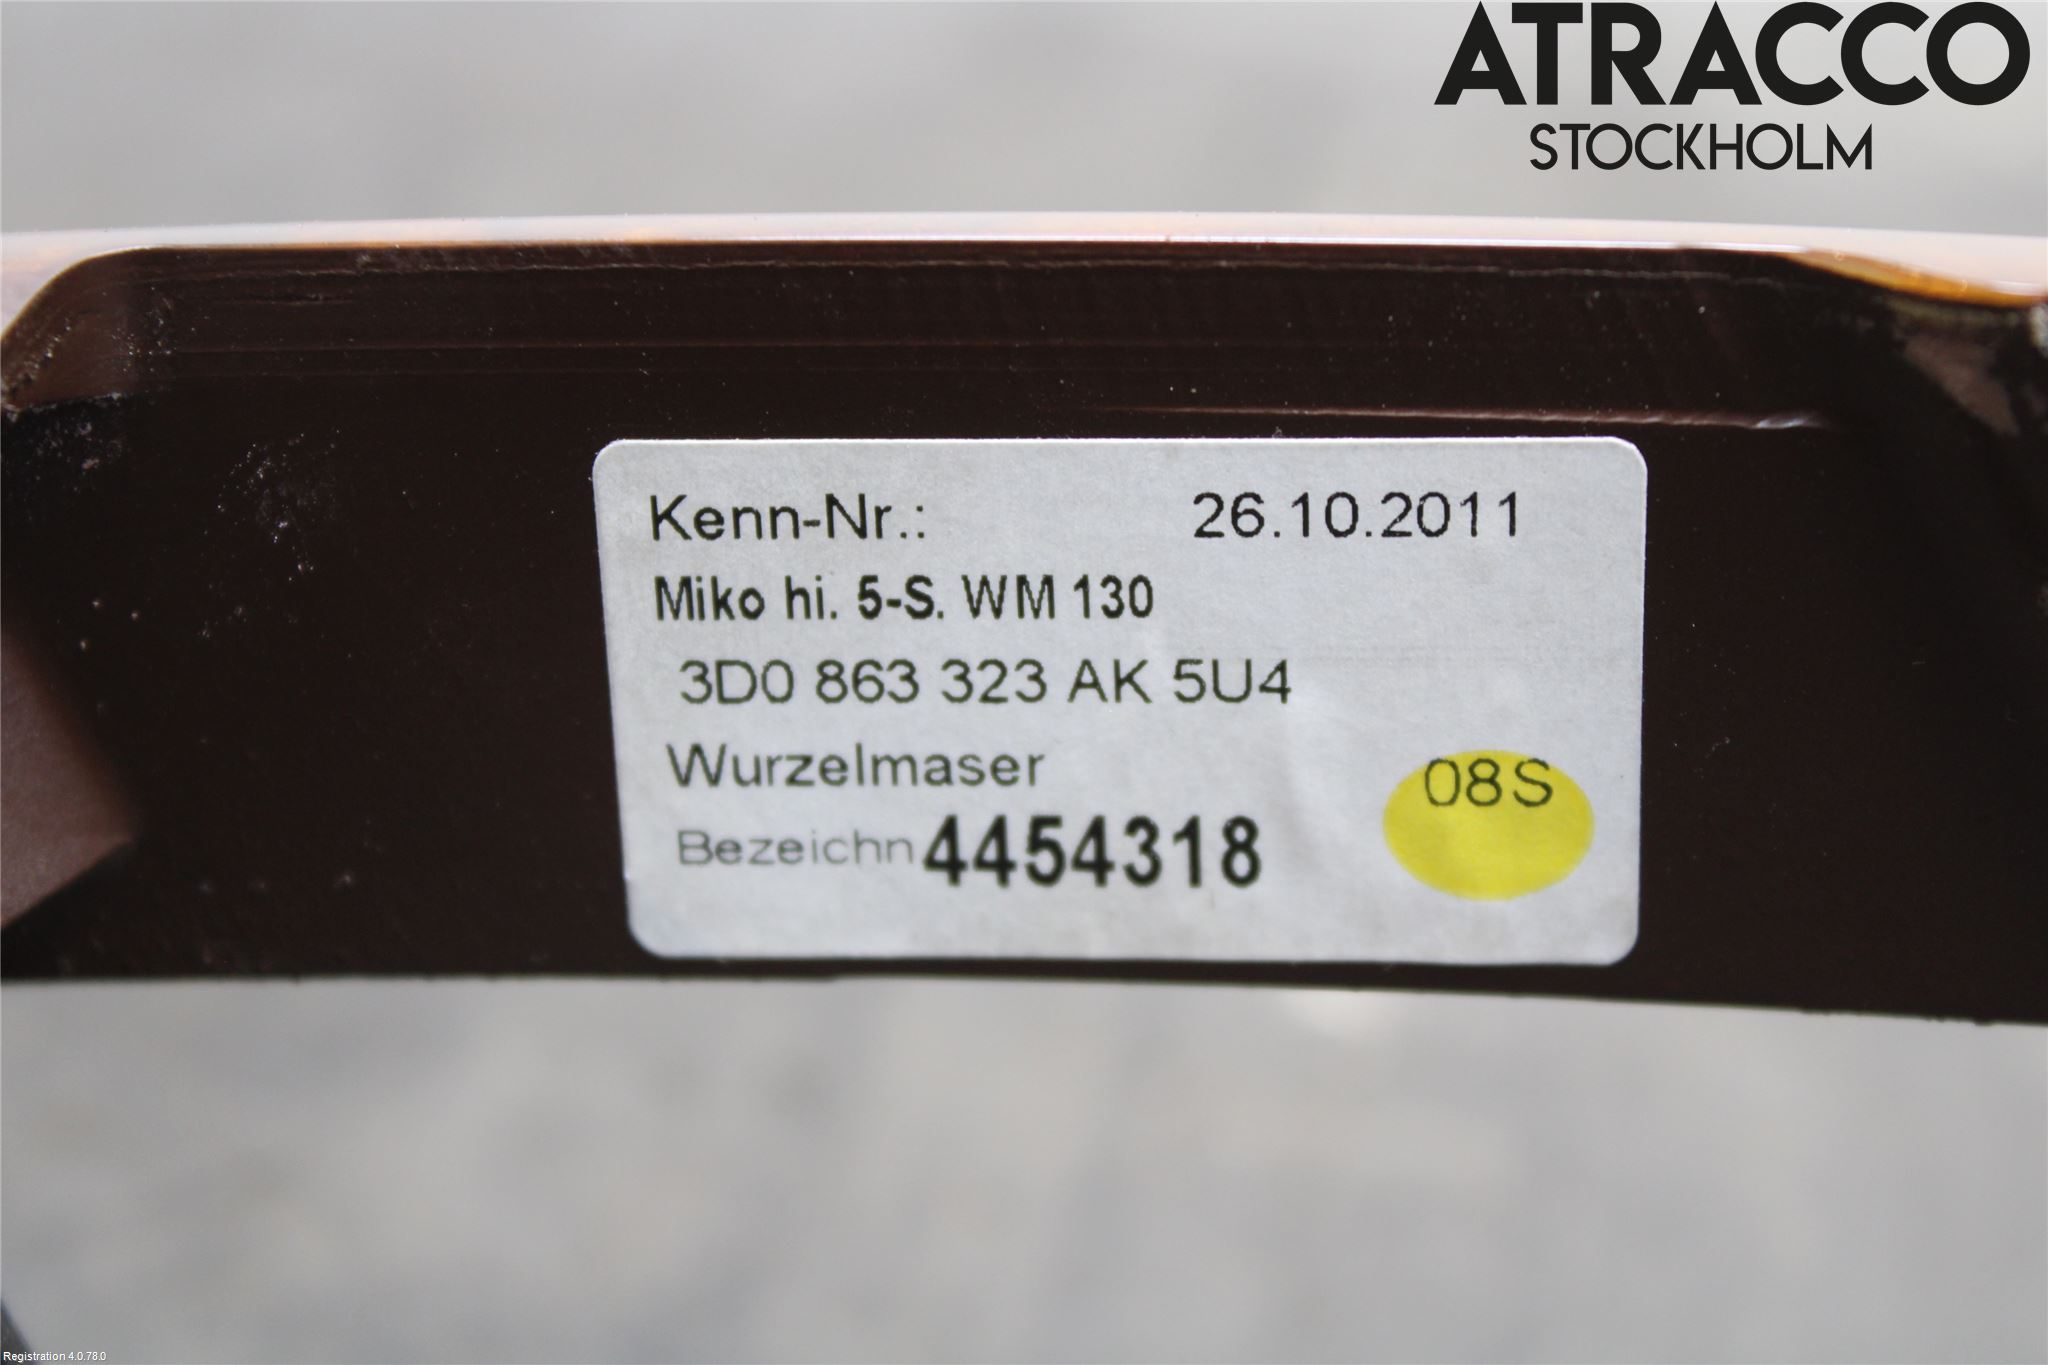 ATRACCO
STOCKHOLM
Kenn-Nr.: 26.10.2011
Miko hi. 5-S. WM 130
3D0 863 323 AK 5U4
Wurzelmaser
08S
Bezeichn 4454318
Registration 4.0.78.0